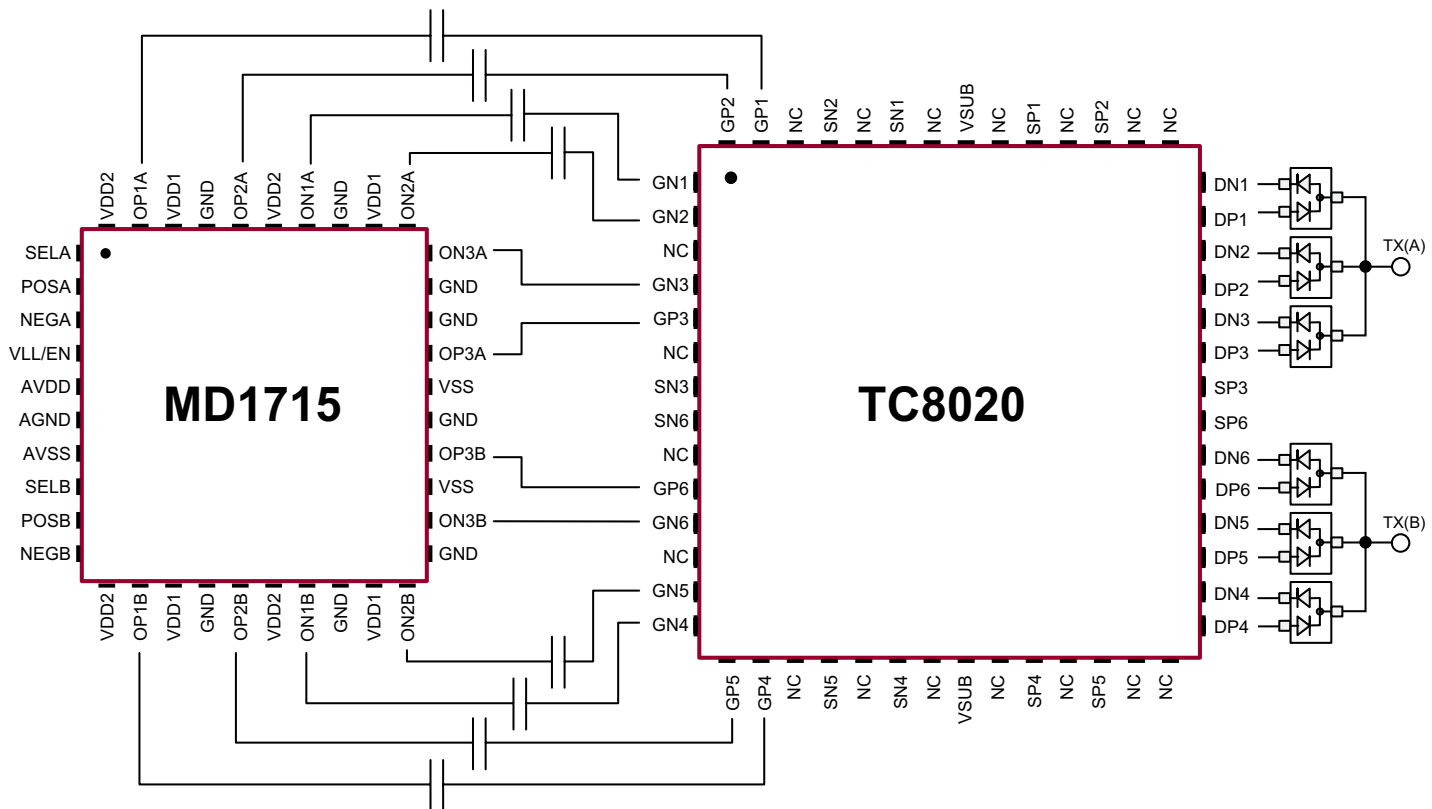 VDD2
OP1A
VDD1
GND
OP2A
VDD2
ON1A
GND
VDD1
ON2A
SELA
POSA
NEGA
VLL/EN
AVDD
AGND
AVSS
SELB
POSB
NEGB
MD1715
ON3A
GND
GND
OP3A
VSS
GND
OP3B
VSS
ON3B
GND
VDD2
OP1B
VDD1
GND
OP2B
VDD2
ON1B
GND
VDD1
ON2B
GP2
GP1
NC
SN2
NC
SN1
NC
VSUB
NC
SP1
NC
SP2
NC
NC
GN1
GN2
NC
GN3
GP3
NC
SN3
SN6
NC
GP6
GN6
NC
GN5
GN4
TC8020
DN1
DP1
DN2
DP2
DN3
DP3
SP3
SP6
DN6
DP6
DN5
DP5
DN4
DP4
GP5
GP4
NC
SN5
NC
SN4
NC
VSUB
NC
SP4
NC
SP5
NC
NC
TX(A)
TX(B)